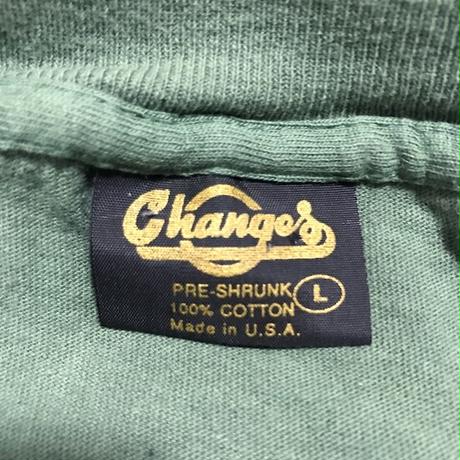 Changes
PRE-SHRUNK L
100% COTTON
Made in U.S.A.